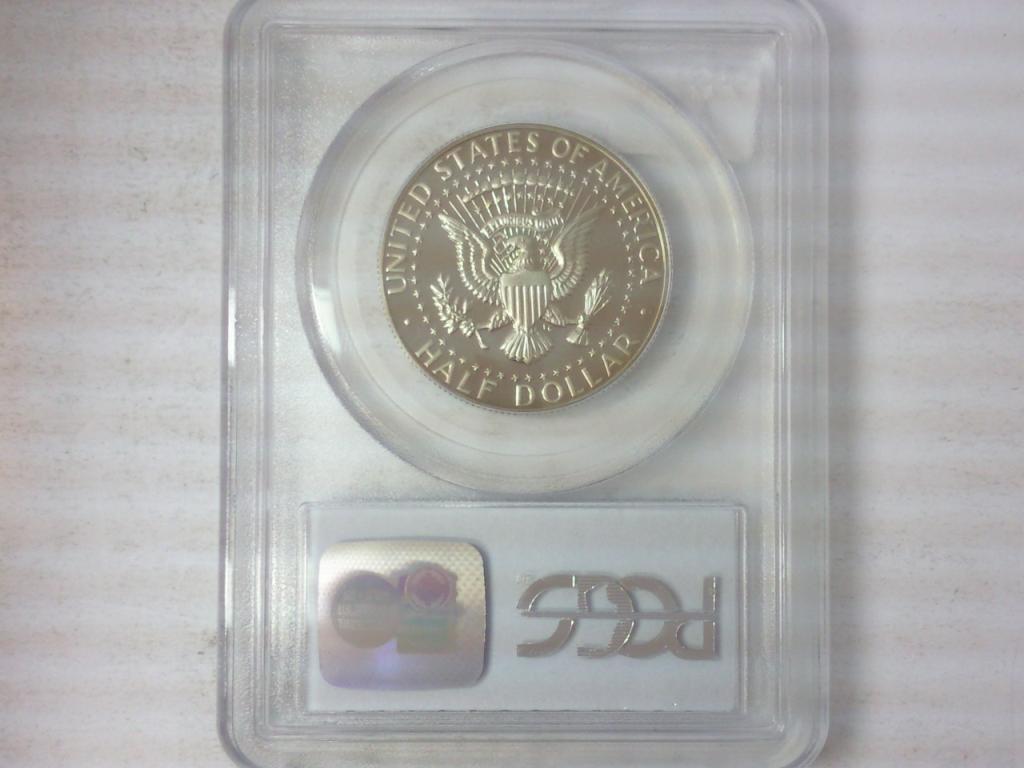 UNITED STATES OF AMERICA
HALF DOLLAR
PCGS